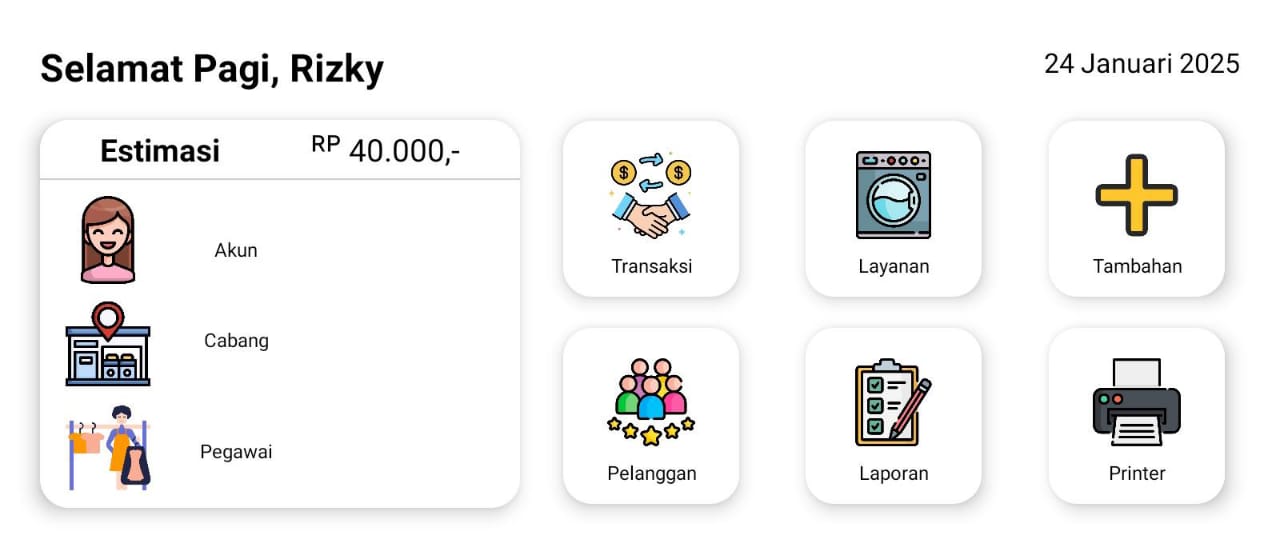 Selamat Pagi, Rizky
24 Januari 2025
Estimasi RP 40.000,-
Akun
Cabang
Pegawai
Transaksi
Layanan
Tambahan
Pelanggan
Laporan
Printer